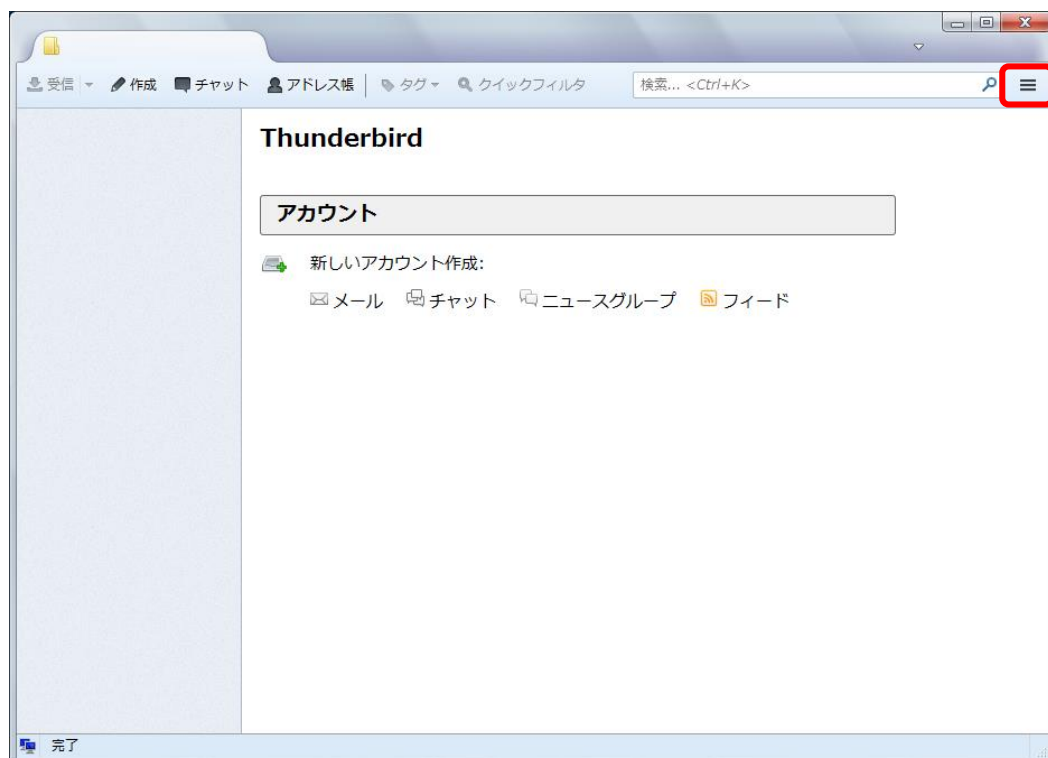 受信 作成 チャット アドレス帳 タグ クイックフィルタ 検索... <Ctrl+K>
Thunderbird
アカウント
新しいアカウント作成:
メール チャット ニュースグループ フィード
完了